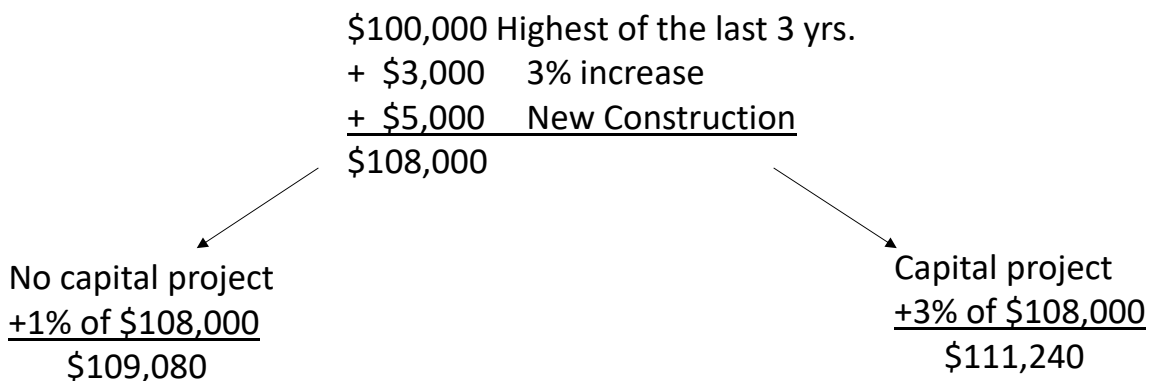 $100,000 Highest of the last 3 yrs.
+ $3,000 3% increase
+ $5,000 New Construction
$108,000
No capital project
+1% of $108,000
$109,080
Capital project
+3% of $108,000
$111,240